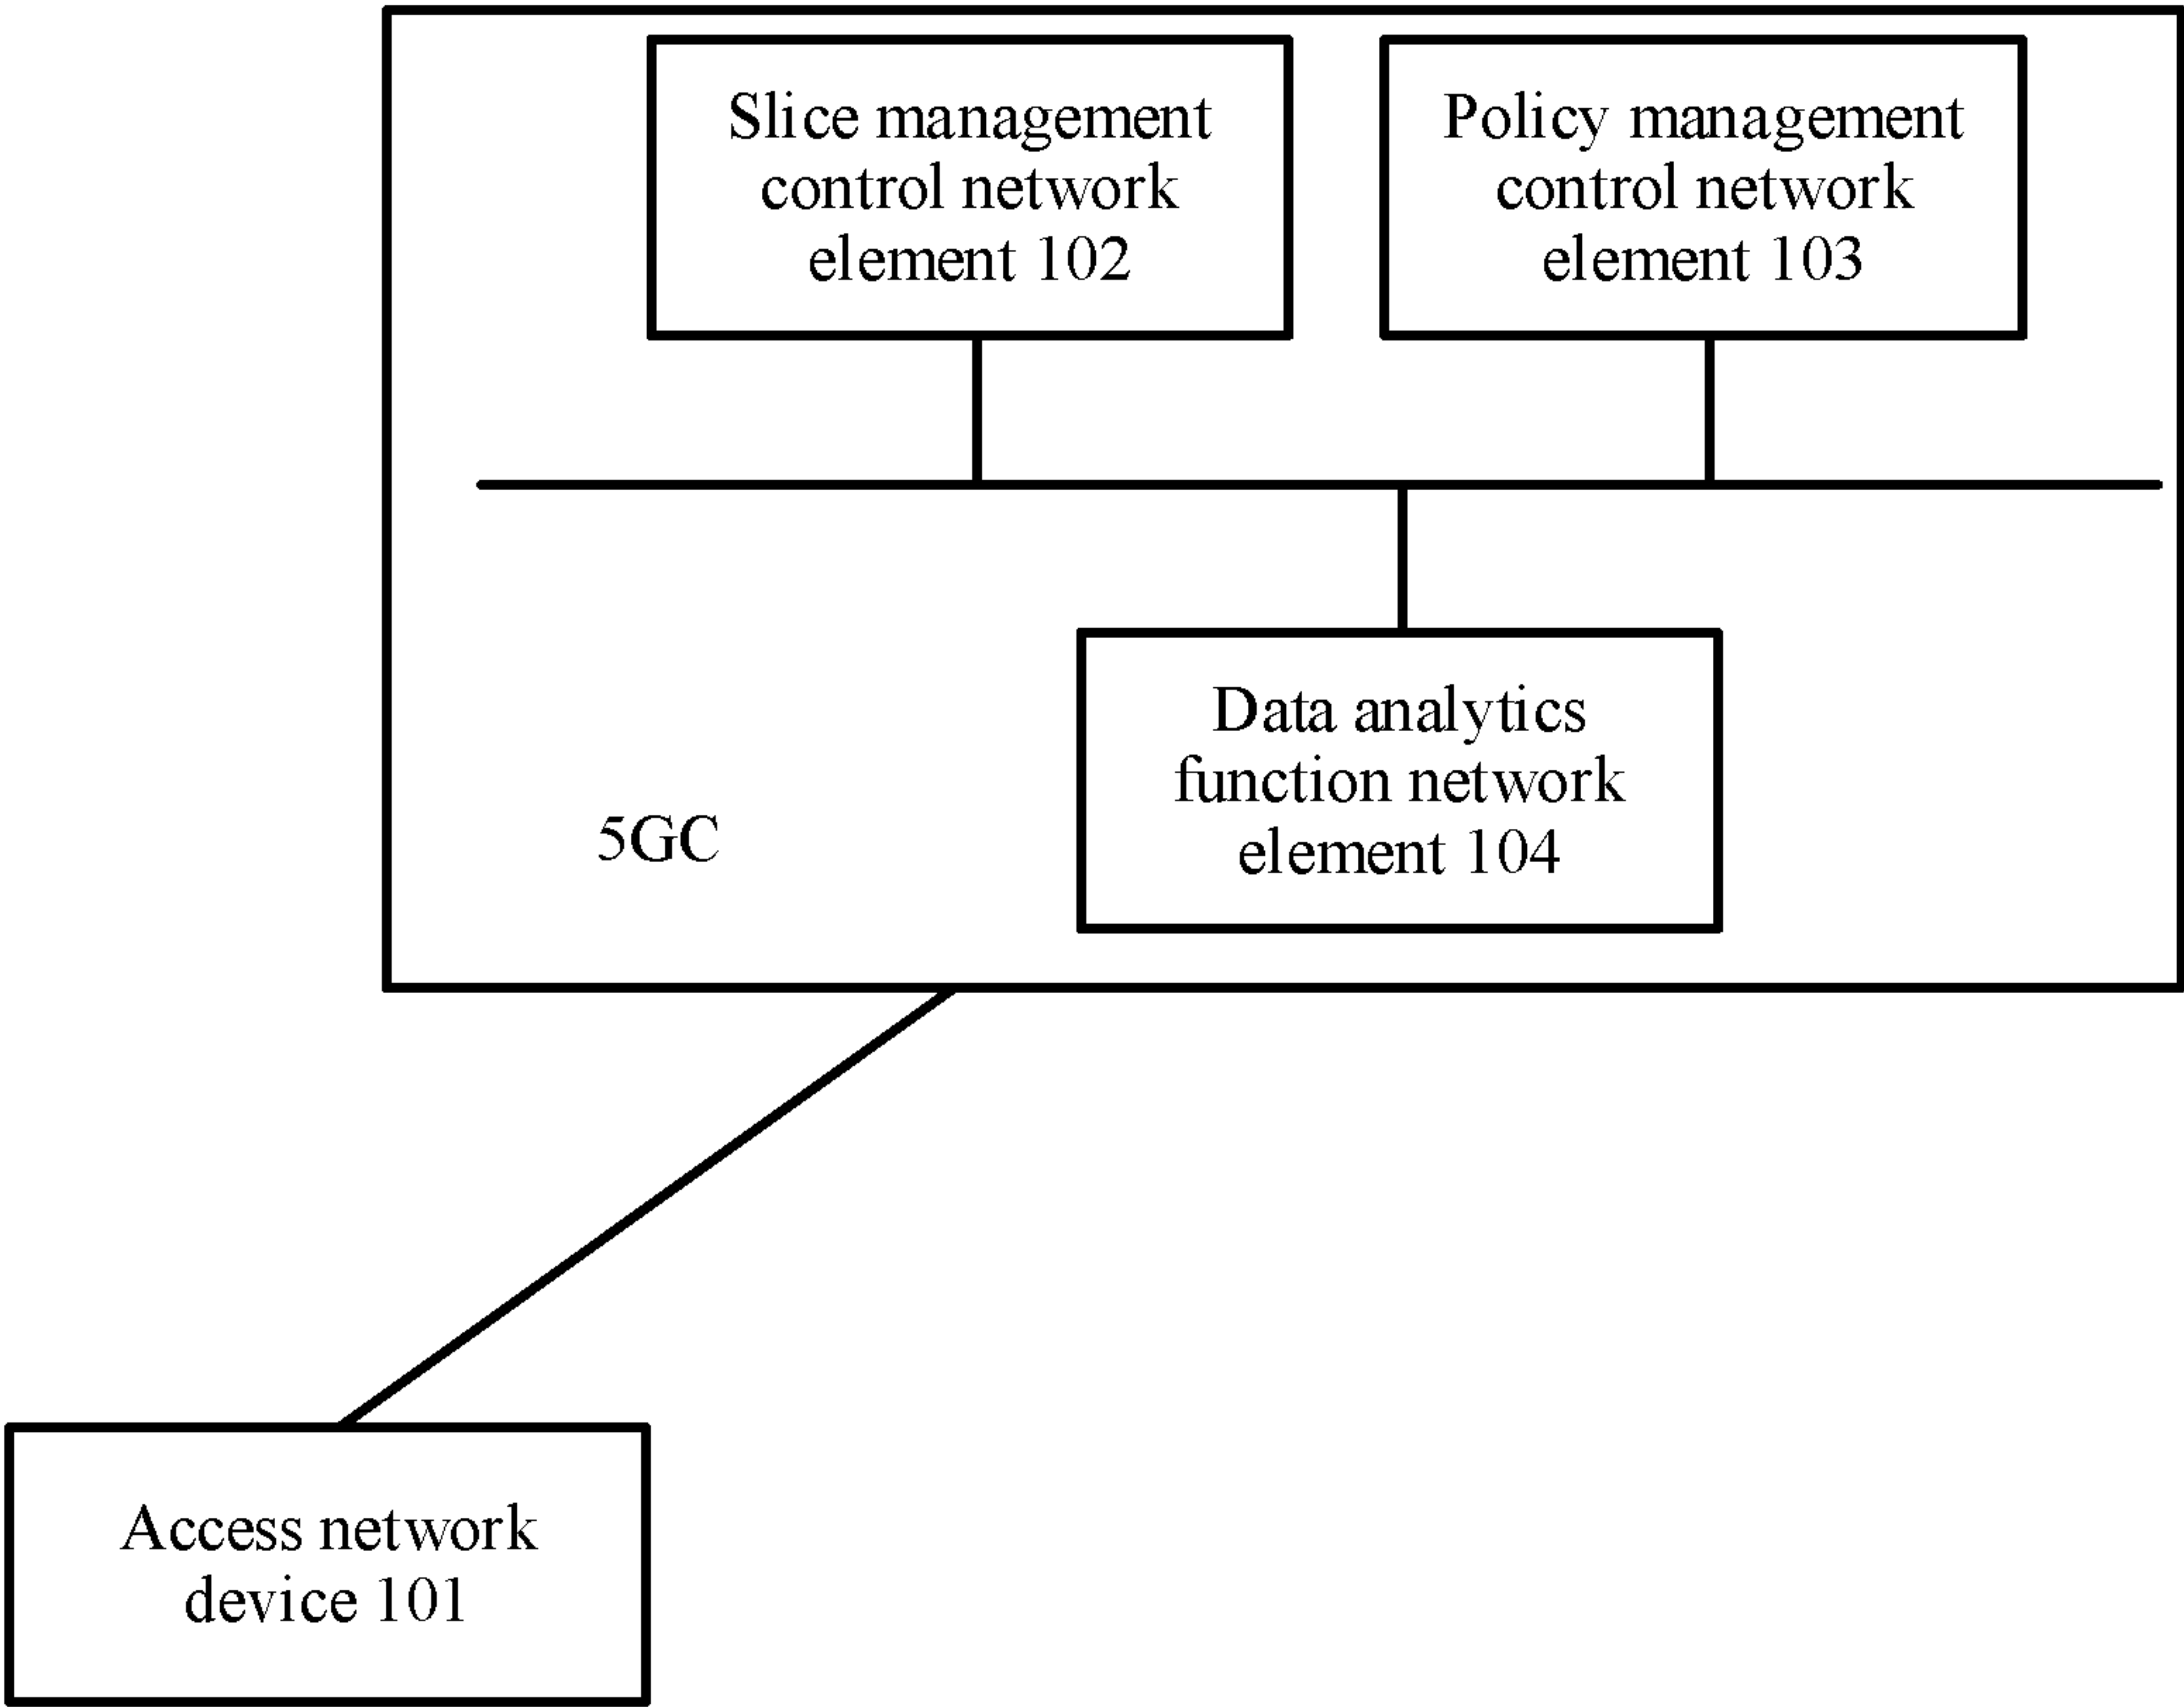 Slice management
control network
element 102
Policy management
control network
element 103
Data analytics
function network
element 104
5GC
Access network
device 101